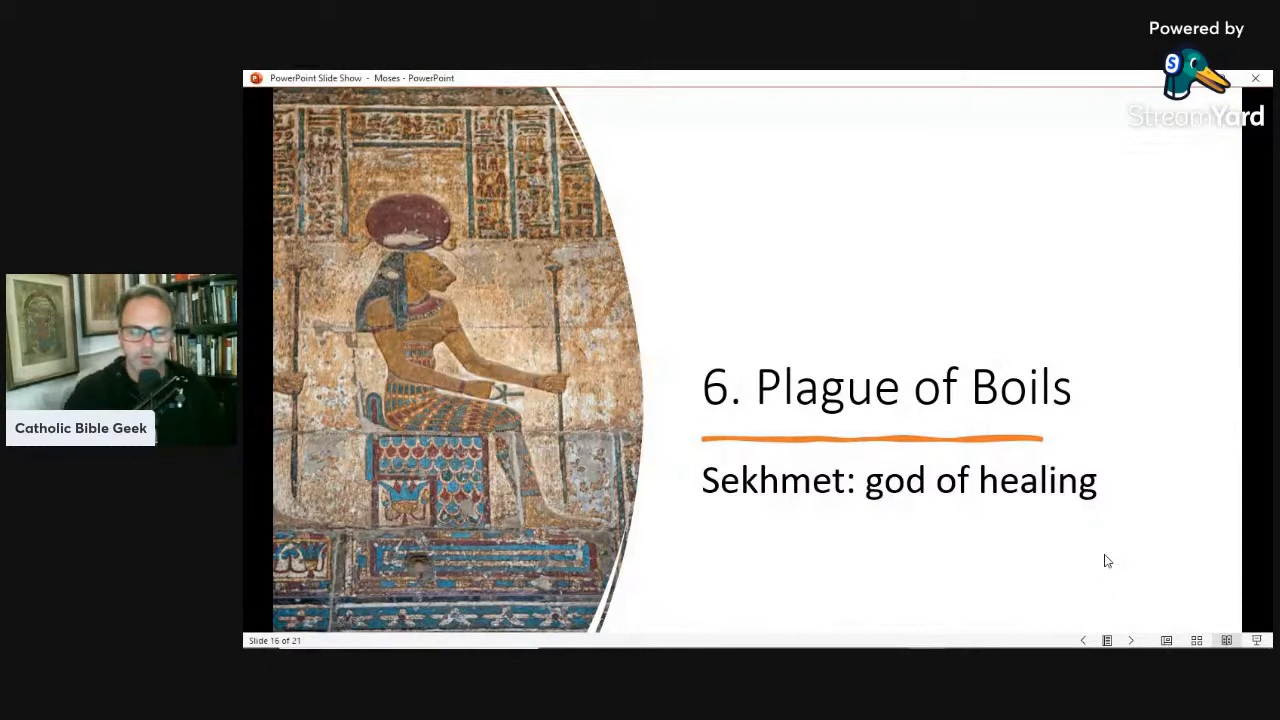 Powered by
S
StreamYard
PowerPoint Slide Show - Moses - PowerPoint
6. Plague of Boils
Sekhmet: god of healing
Catholic Bible Geek
Slide 16 of 21